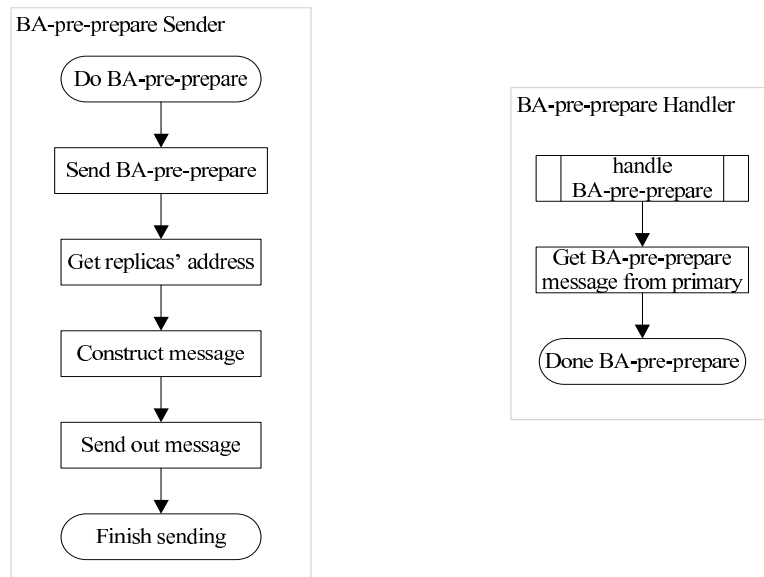 BA-pre-prepare Sender
Do BA-pre-prepare
Send BA-pre-prepare
Get replicas' address
Construct message
Send out message
Finish sending
BA-pre-prepare Handler
handle
BA-pre-prepare
Get BA-pre-prepare
message from primary
Done BA-pre-prepare